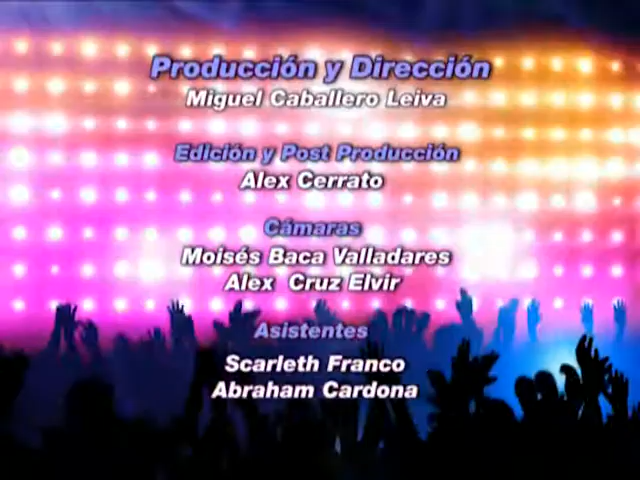 Producción y Dirección
Miguel Caballero Leiva
Edición y Post Producción
Alex Cerrato
Cámaras
Moisés Baca Valladares
Alex Cruz Elvir
Asistentes
Scarleth Franco
Abraham Cardona